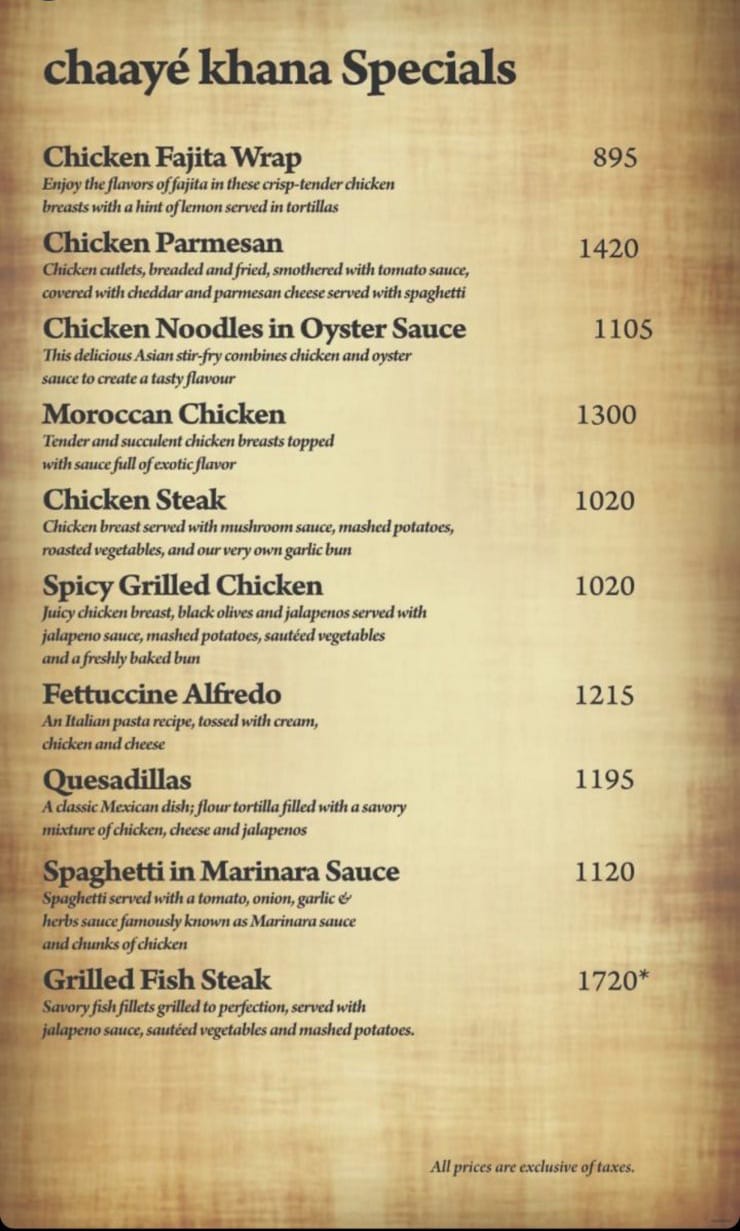 chaayé khana Specials
Chicken Fajita Wrap 895
Enjoy the flavors of fajita in these crisp-tender chicken
breasts with a hint of lemon served in tortillas
Chicken Parmesan 1420
Chicken cutlets, breaded and fried, smothered with tomato sauce,
covered with cheddar and parmesan cheese served with spaghetti
Chicken Noodles in Oyster Sauce 1105
This delicious Asian stir-fry combines chicken and oyster
sauce to create a tasty flavour
Moroccan Chicken 1300
Tender and succulent chicken breasts topped
with sauce full of exotic flavor
Chicken Steak 1020
Chicken breast served with mushroom sauce, mashed potatoes,
roasted vegetables, and our very own garlic bun
Spicy Grilled Chicken 1020
Juicy chicken breast, black olives and jalapenos served with
jalapeno sauce, mashed potatoes, sautéed vegetables
and a freshly baked bun
Fettuccine Alfredo 1215
An Italian pasta recipe, tossed with cream,
chicken and cheese
Quesadillas 1195
A classic Mexican dish; flour tortilla filled with a savory
mixture of chicken, cheese and jalapenos
Spaghetti in Marinara Sauce 1120
Spaghetti served with a tomato, onion, garlic &
herbs sauce famously known as Marinara sauce
and chunks of chicken
Grilled Fish Steak 1720*
Savory fish fillets grilled to perfection, served with
jalapeno sauce, sautéed vegetables and mashed potatoes.
All prices are exclusive of taxes.